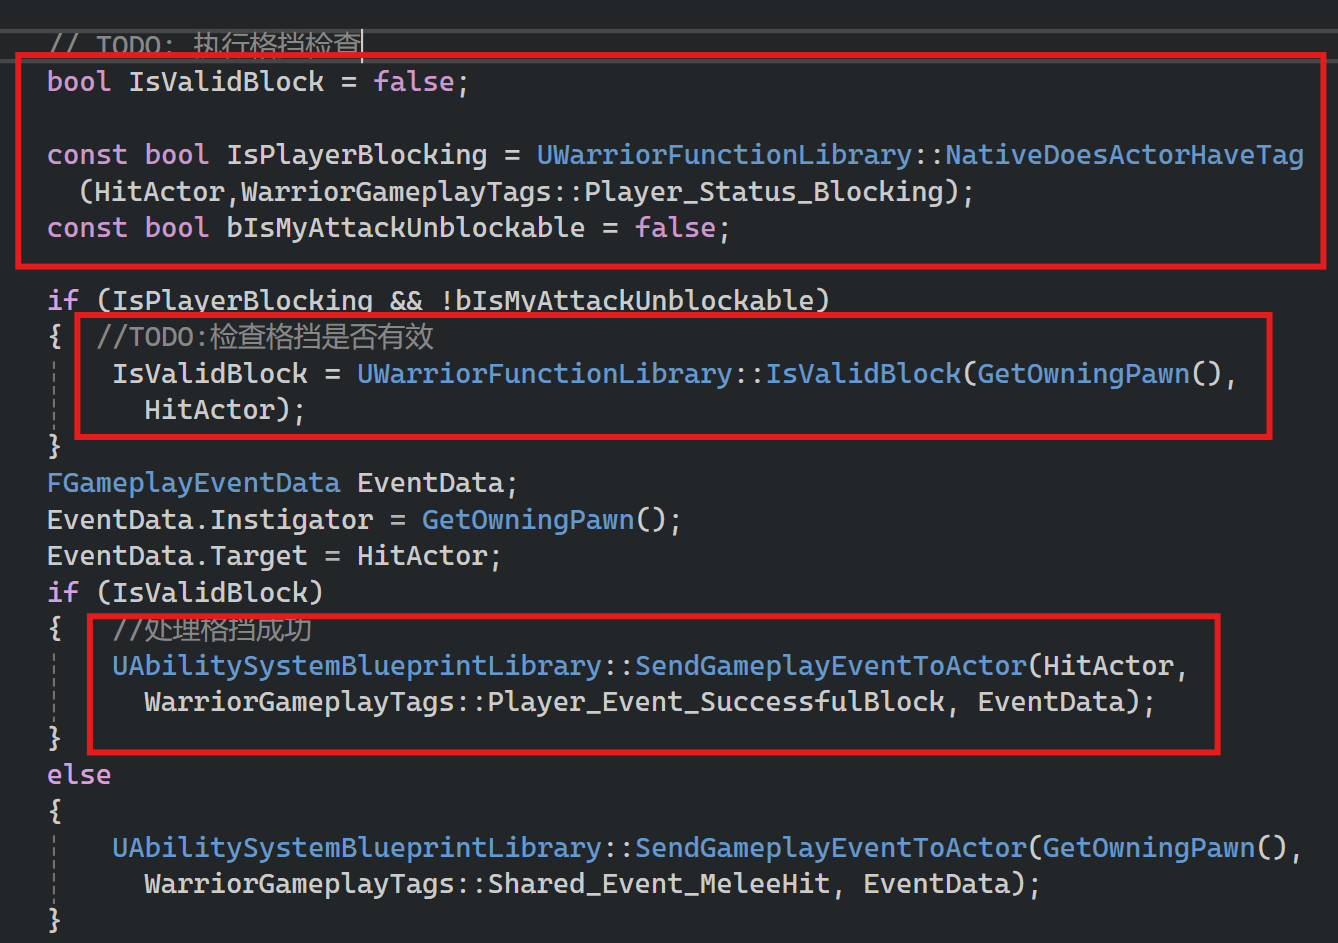 // TODO: 执行格挡检查
bool IsValidBlock = false;
const bool IsPlayerBlocking = UWarriorFunctionLibrary::NativeDoesActorHaveTag
(HitActor,WarriorGameplayTags::Player_Status_Blocking);
const bool bIsMyAttackUnblockable = false;
if (IsPlayerBlocking && !bIsMyAttackUnblockable)
{ //TODO:检查格挡是否有效
IsValidBlock = UWarriorFunctionLibrary::IsValidBlock(GetOwningPawn(),
HitActor);
}
FGameplayEventData EventData;
EventData.Instigator = GetOwningPawn();
EventData.Target = HitActor;
if (IsValidBlock)
{ //处理格挡成功
UAbilitySystemBlueprintLibrary::SendGameplayEventToActor(HitActor,
WarriorGameplayTags::Player_Event_SuccessfulBlock, EventData);
}
else
{
UAbilitySystemBlueprintLibrary::SendGameplayEventToActor(GetOwningPawn(),
WarriorGameplayTags::Shared_Event_MeleeHit, EventData);
}